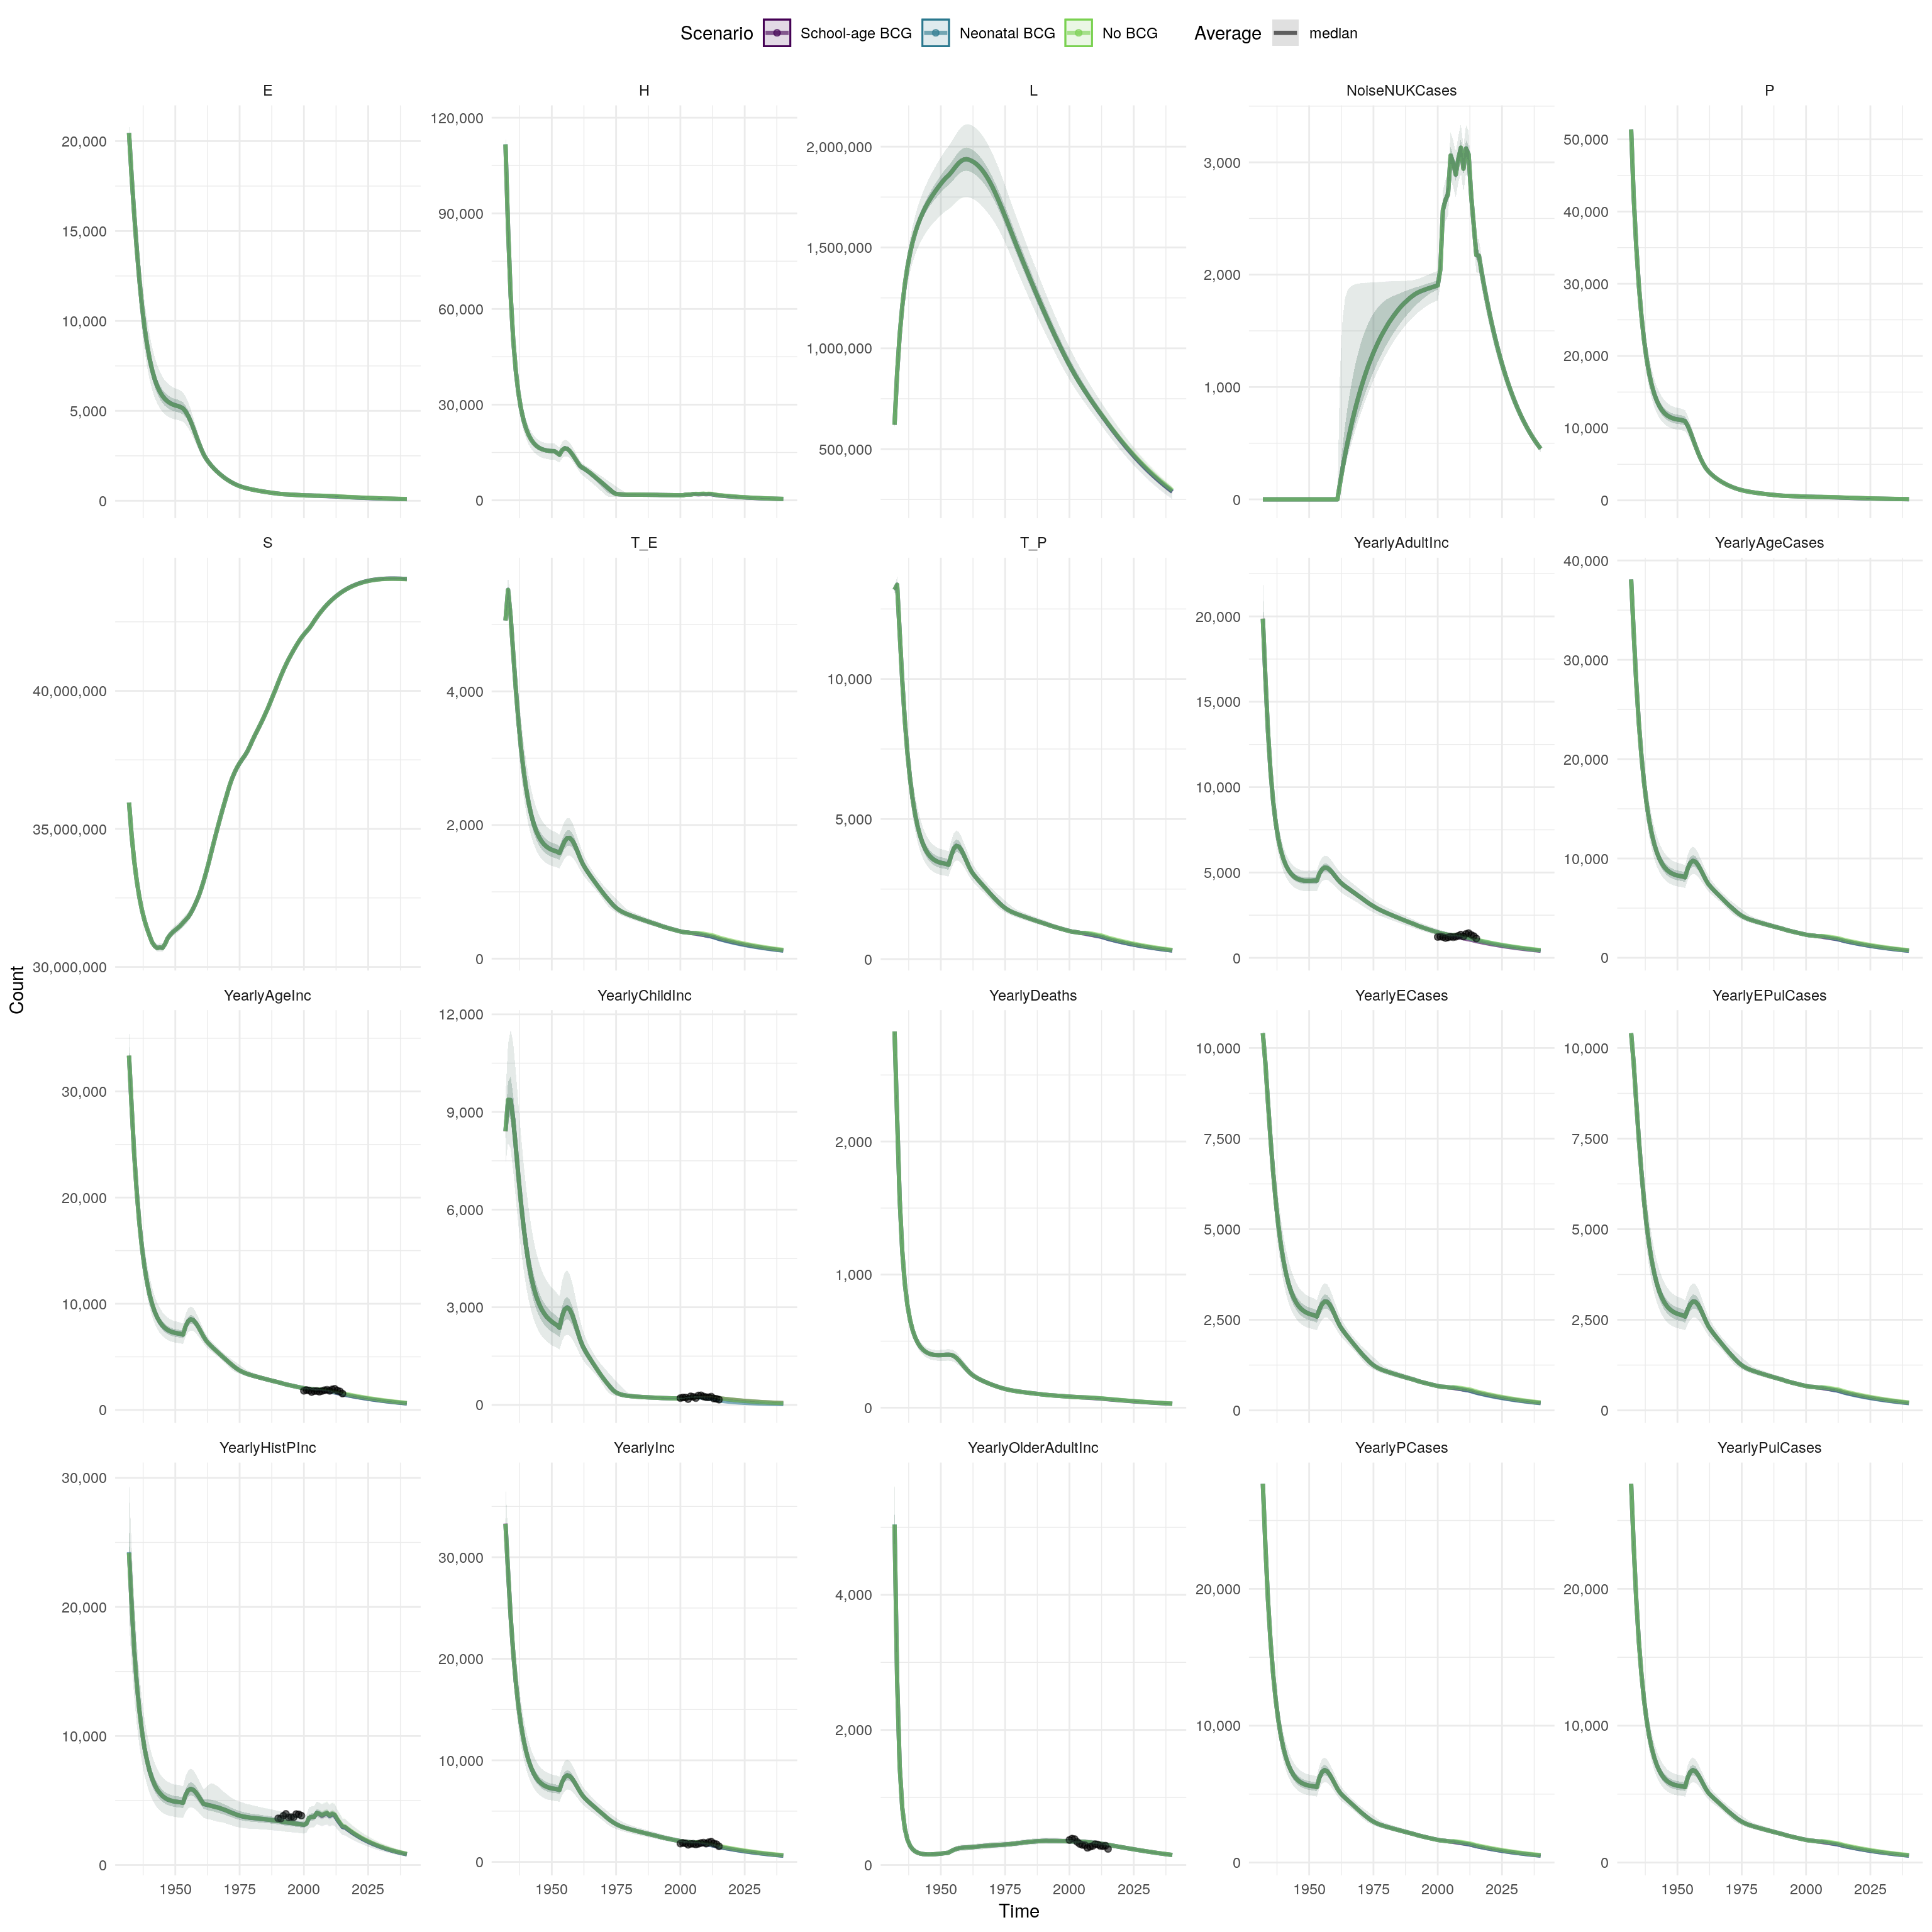 Scenario School-age BCG Neonatal BCG No BCG Average median
E H L NoiseNUKCases P
20,000 15,000 10,000 5,000 0
120,000 90,000 60,000 30,000 0
2,000,000 1,500,000 1,000,000 500,000
3,000 2,000 1,000 0
50,000 40,000 30,000 20,000 10,000 0
S T_E T_P YearlyAdultInc YearlyAgeCases
40,000,000 35,000,000 30,000,000
4,000 2,000 0
10,000 5,000 0
20,000 15,000 10,000 5,000 0
40,000 30,000 20,000 10,000 0
Count
YearlyAgeInc YearlyChildInc YearlyDeaths YearlyECases YearlyEPulCases
30,000 20,000 10,000 0
12,000 9,000 6,000 3,000 0
2,000 1,000 0
10,000 7,500 5,000 2,500 0
10,000 7,500 5,000 2,500 0
YearlyHistPInc YearlyInc YearlyOlderAdultInc YearlyPCases YearlyPulCases
30,000 20,000 10,000 0
30,000 20,000 10,000 0
4,000 2,000 0
20,000 10,000 0
20,000 10,000 0
1950 1975 2000 2025 1950 1975 2000 2025 1950 1975 2000 2025 1950 1975 2000 2025 1950 1975 2000 2025
Time